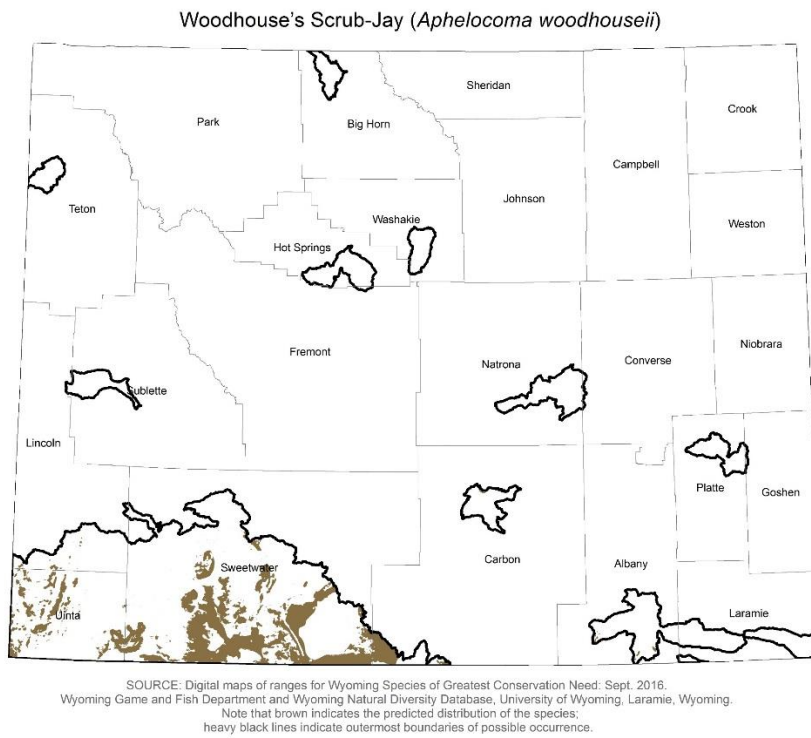 Woodhouse's Scrub-Jay (Aphelocoma woodhouseii)
Sheridan
Park
Big Horn
Crook
Campbell
Teton
Johnson
Washakie
Weston
Hot Springs
Fremont
Natrona
Converse
Niobrara
Sublette
Lincoln
Platte
Goshen
Carbon
Albany
Sweetwater
Uinta
Laramie
SOURCE: Digital maps of ranges for Wyoming Species of Greatest Conservation Need: Sept. 2016.
Wyoming Game and Fish Department and Wyoming Natural Diversity Database, University of Wyoming, Laramie, Wyoming.
Note that brown indicates the predicted distribution of the species;
heavy black lines indicate outermost boundaries of possible occurrence.